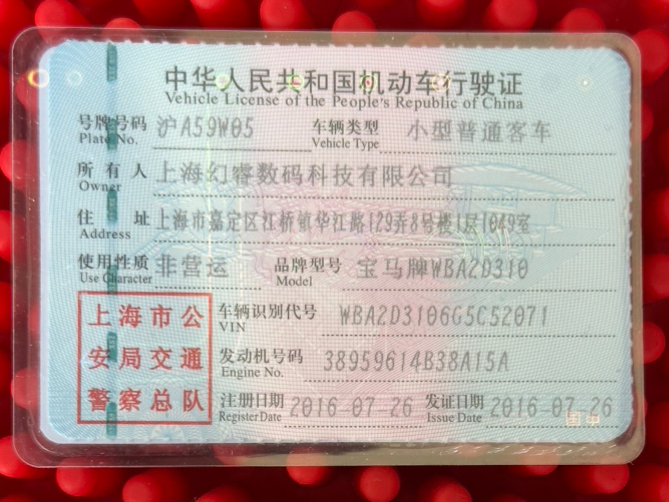 中华人民共和国机动车行驶证
Vehicle License of the People's Republic of China
号牌号码 沪A59W05 车辆类型 小型普通客车
Plate No. Vehicle Type
所有人 上海幻睿数码科技有限公司
Owner
住址 上海市嘉定区江桥镇华江路129弄8号楼1层1049室
Address
使用性质 非营运 品牌型号 宝马牌WBA2D310
Use Character Model
上海市公 车辆识别代号 WBA2D3106G5C52071
VIN
安局交通 发动机号码 38959614B38A15A
Engine No.
警察总队 注册日期 2016-07-26 发证日期 2016-07-26
Register Date Issue Date